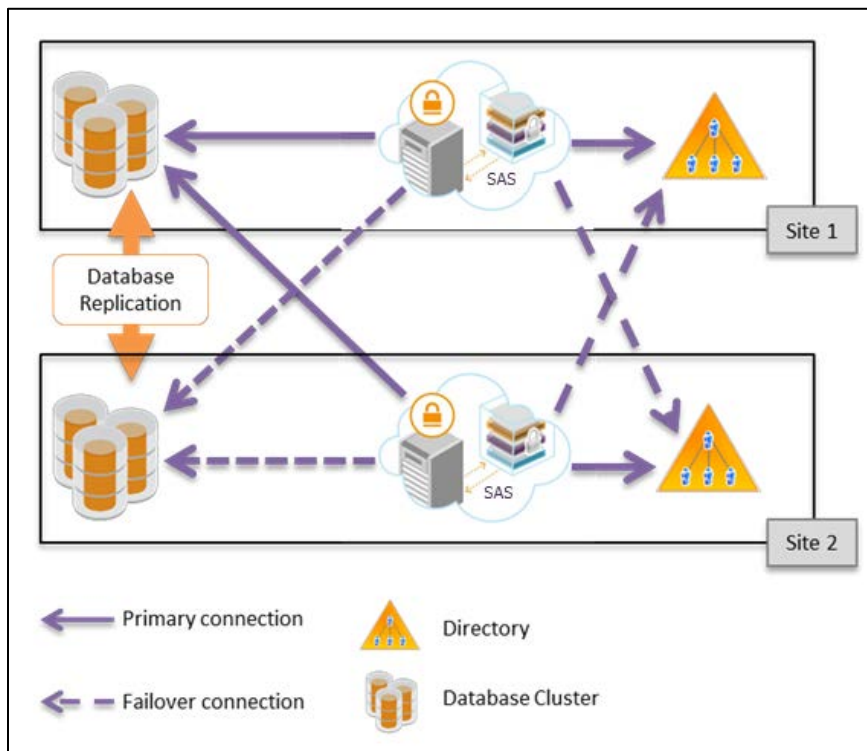 SAS
Site 1
Database
Replication
SAS
Site 2
Primary connection
Directory
Failover connection
Database Cluster